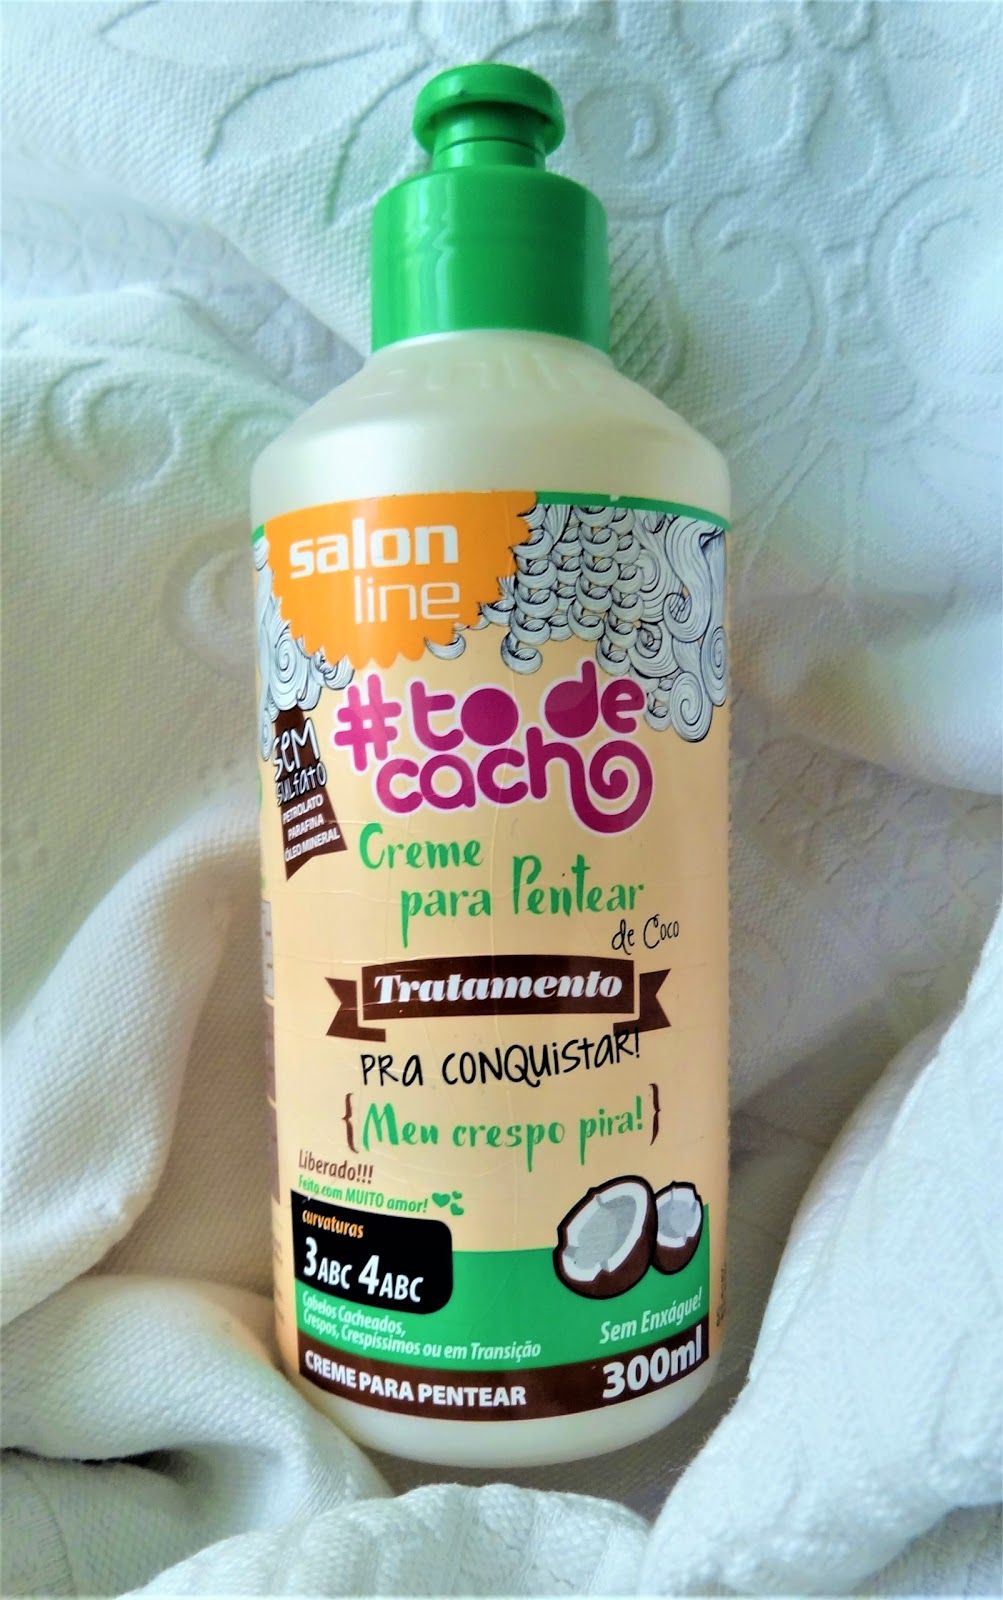 salon
line
#to de
cacho
sem
sulfato
PETROLATO
PARAFINA
ÓLEO MINERAL
Creme
para Pentear
de Coco
Tratamento
PRA CONQUISTAR!
{Meu crespo pira!}
Liberado!!!
Feito com MUITO amor!
curvaturas
3ABC 4ABC
Cabelos Cacheados,
Crespos, Crespíssimos ou em Transição
Sem Enxágue!
CREME PARA PENTEAR
300ml